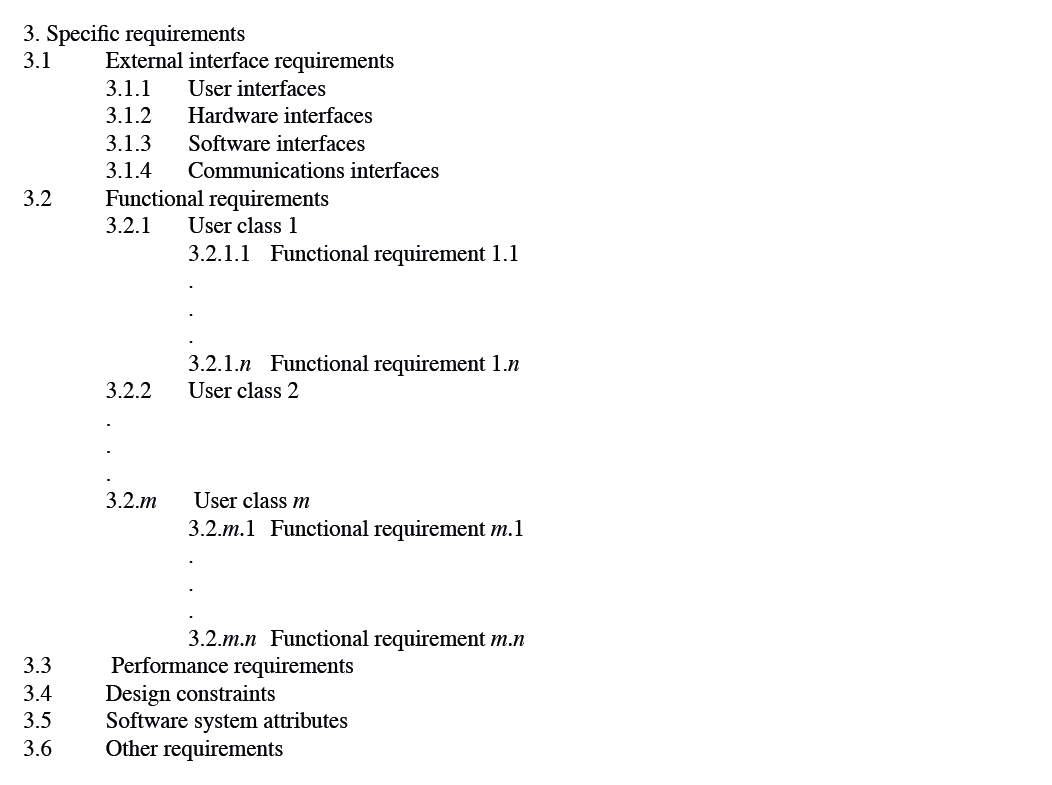 3. Specific requirements
3.1 External interface requirements
3.1.1 User interfaces
3.1.2 Hardware interfaces
3.1.3 Software interfaces
3.1.4 Communications interfaces
3.2 Functional requirements
3.2.1 User class 1
3.2.1.1 Functional requirement 1.1
.
.
.
3.2.1.n Functional requirement 1.n
3.2.2 User class 2
.
.
.
3.2.m User class m
3.2.m.1 Functional requirement m.1
.
.
.
3.2.m.n Functional requirement m.n
3.3 Performance requirements
3.4 Design constraints
3.5 Software system attributes
3.6 Other requirements